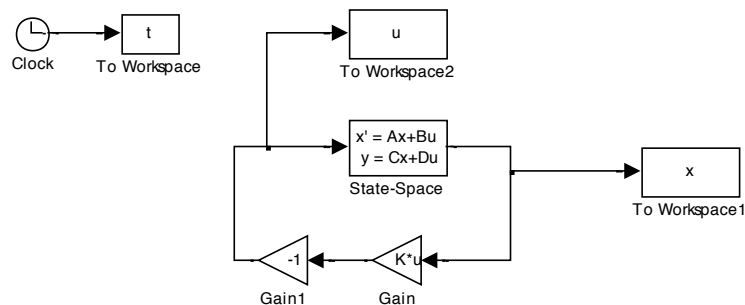 t
Clock
To Workspace
u
To Workspace2
x' = Ax+Bu
y = Cx+Du
State-Space
x
To Workspace1
-1
K*u
Gain1
Gain